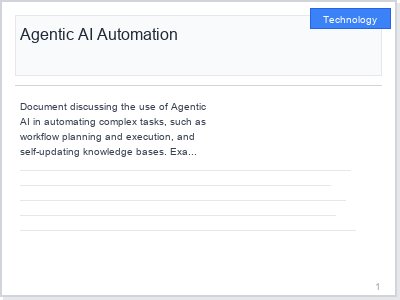 Technology
Agentic AI Automation
Document discussing the use of Agentic
AI in automating complex tasks, such as
workflow planning and execution, and
self-updating knowledge bases. Exa...
1